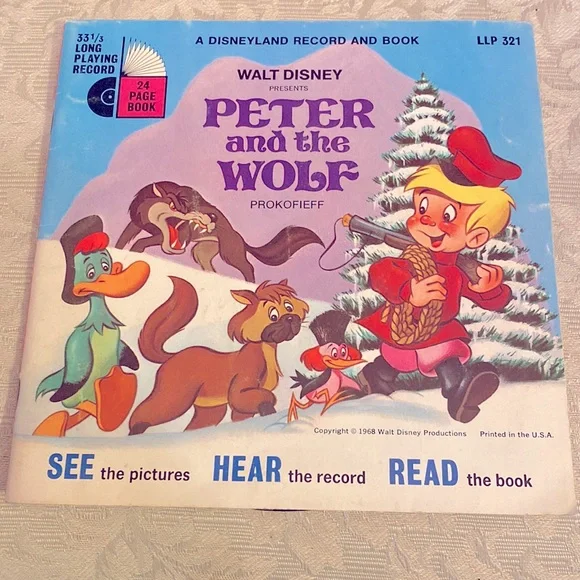 33 1/3
LONG
PLAYING
RECORD
24
PAGE
BOOK
A DISNEYLAND RECORD AND BOOK
LLP 321
WALT DISNEY
PRESENTS
PETER
and the
WOLF
PROKOFIEFF
Copyright © 1968 Walt Disney Productions Printed in the U.S.A.
SEE the pictures HEAR the record READ the book